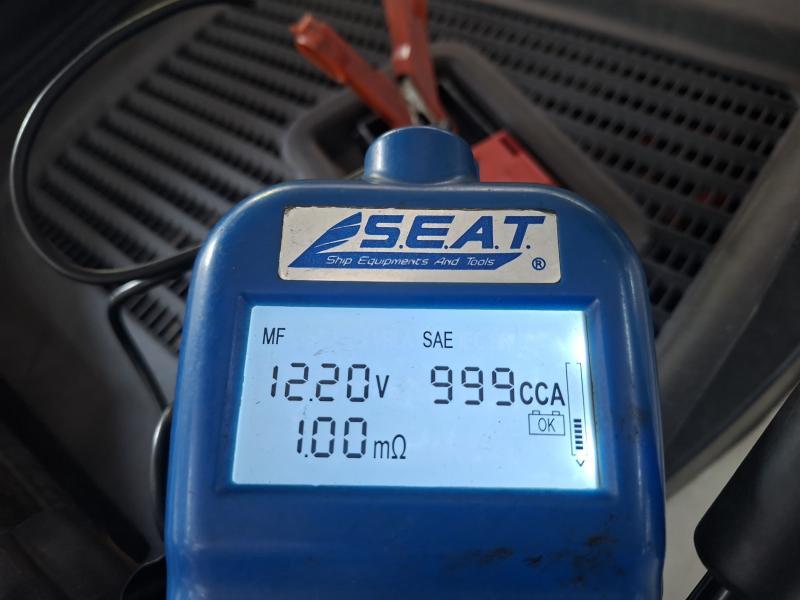 S.E.A.T.
Ship Equipments And Tools ®
MF SAE
12.20V 999CCA
OK
1.00mΩ